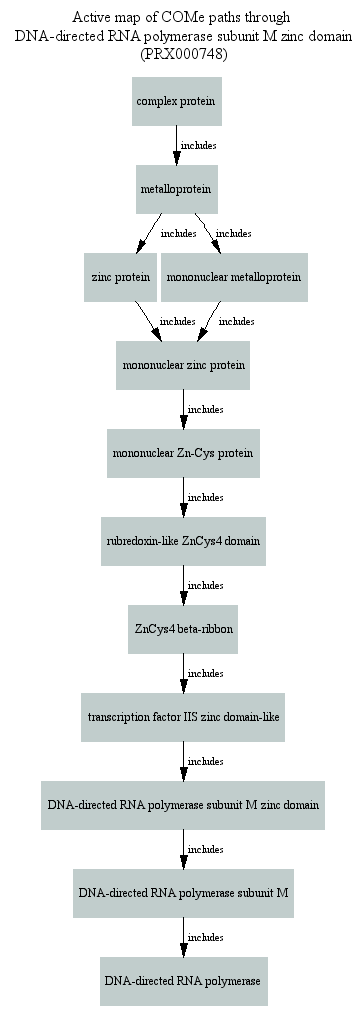 Active map of COMe paths through
DNA-directed RNA polymerase subunit M zinc domain
(PRX000748)
complex protein
includes
metalloprotein
includes
includes
zinc protein
mononuclear metalloprotein
includes
includes
mononuclear zinc protein
includes
mononuclear Zn-Cys protein
includes
rubredoxin-like ZnCys4 domain
includes
ZnCys4 beta-ribbon
includes
transcription factor IIS zinc domain-like
includes
DNA-directed RNA polymerase subunit M zinc domain
includes
DNA-directed RNA polymerase subunit M
includes
DNA-directed RNA polymerase